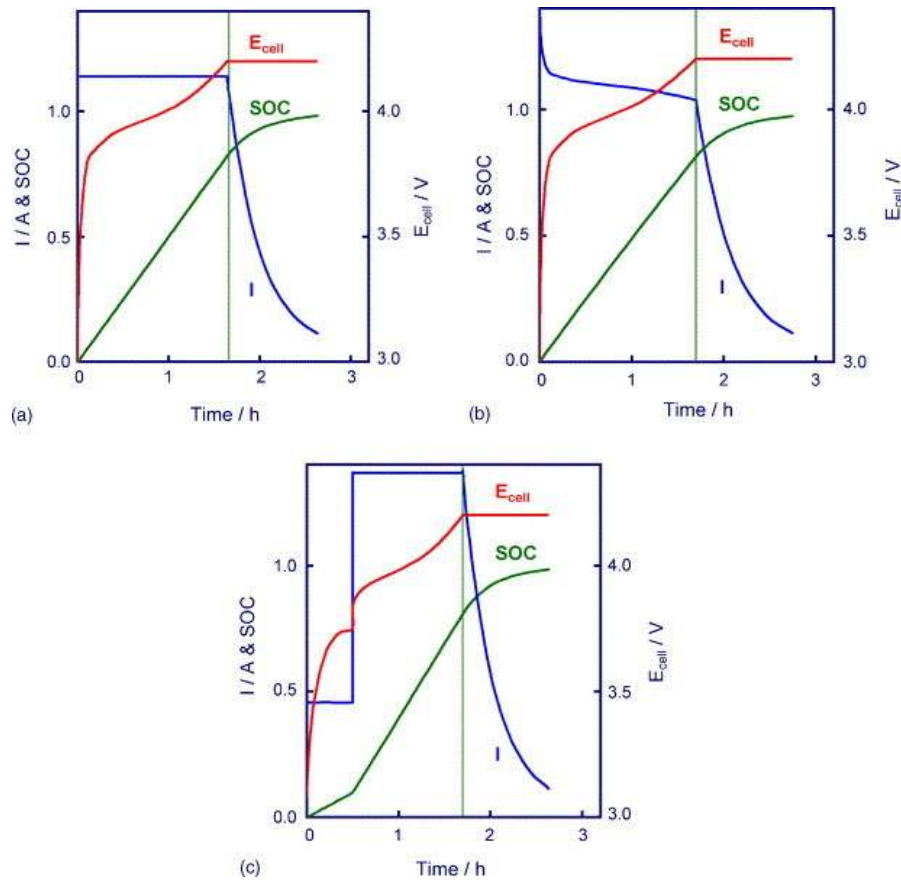 E_cell
SOC
I
1.0
0.5
0.0
4.0
3.5
3.0
0
1
2
3
I / A & SOC
E_cell / V
Time / h
(a)
E_cell
SOC
I
1.0
0.5
0.0
4.0
3.5
3.0
0
1
2
3
I / A & SOC
E_cell / V
Time / h
(b)
E_cell
SOC
I
1.0
0.5
0.0
4.0
3.5
3.0
0
1
2
3
I / A & SOC
E_cell / V
Time / h
(c)